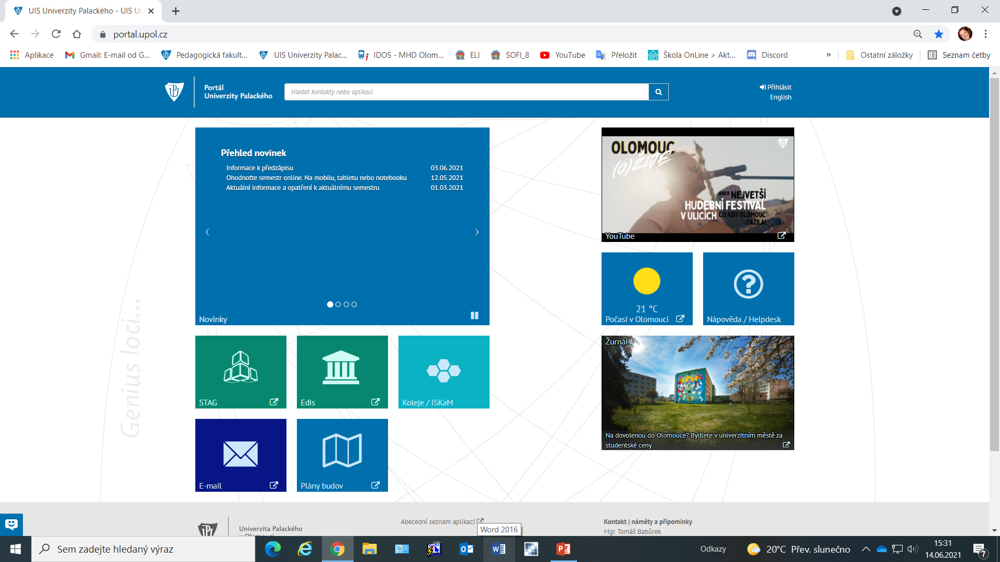 UIS Univerzity Palackého - UIS Un
portal.upol.cz
Aplikace
Gmail: E-mail od G...
Pedagogická fakult...
UIS Univerzity Palac...
IDOS - MHD Olom...
ELI
SOFI_8
YouTube
Přeložit
Škola OnLine > Akt...
Discord
»
Ostatní záložky
Seznam četby
Portál
Univerzity Palackého
Hledat kontakty nebo aplikaci
Přihlásit
English
Přehled novinek
Informace k předzápisu 03.06.2021
Ohodnoťte semestr online. Na mobilu, tabletu nebo notebooku 12.05.2021
Aktuální informace a opatření k aktuálnímu semestru 01.03.2021
Novinky
OLOMOUC
(O)ŽIJE
ANEB NEJVETŠÍ
HUDEBNÍ FESTIVAL
V ULICÍCH CO KDY OLOMOUC
ZAŽILA!
YouTube
21 °C
Počasí v Olomouci
Nápověda / Helpdesk
Genius loci...
STAG
Edis
Koleje / ISKaM
Žurnál
Na dovolenou do Olomouce? Bydlete v univerzitním městě za
studentské ceny
E-mail
Plány budov
Univerzita Palackého
v Olomouci
Abecední seznam aplikací
Kontakt | náměty a připomínky
Mgr. Tomáš Babůrek
Word 2016
Sem zadejte hledaný výraz
Odkazy
20°C Přev. slunečno
15:31
14.06.2021
7